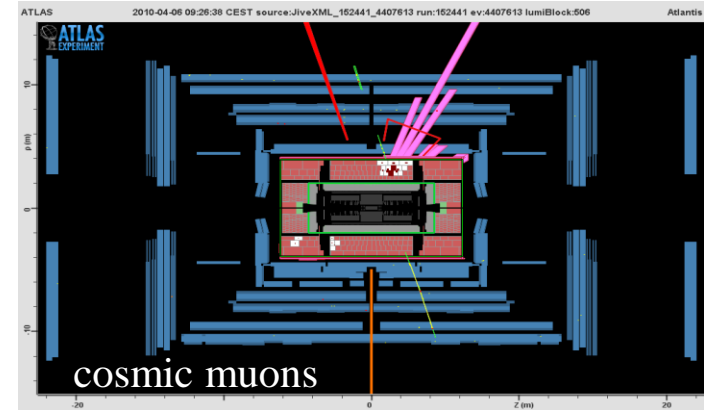 ATLAS 2010-04-06 09:26:38 CEST source:JiveXML_152441_4407613 run:152441 ev:4407613 lumiBlock:506 Atlantis
ATLAS
EXPERIMENT
10
ρ (m)
0
-10
cosmic muons
-20 0 Z (m) 20